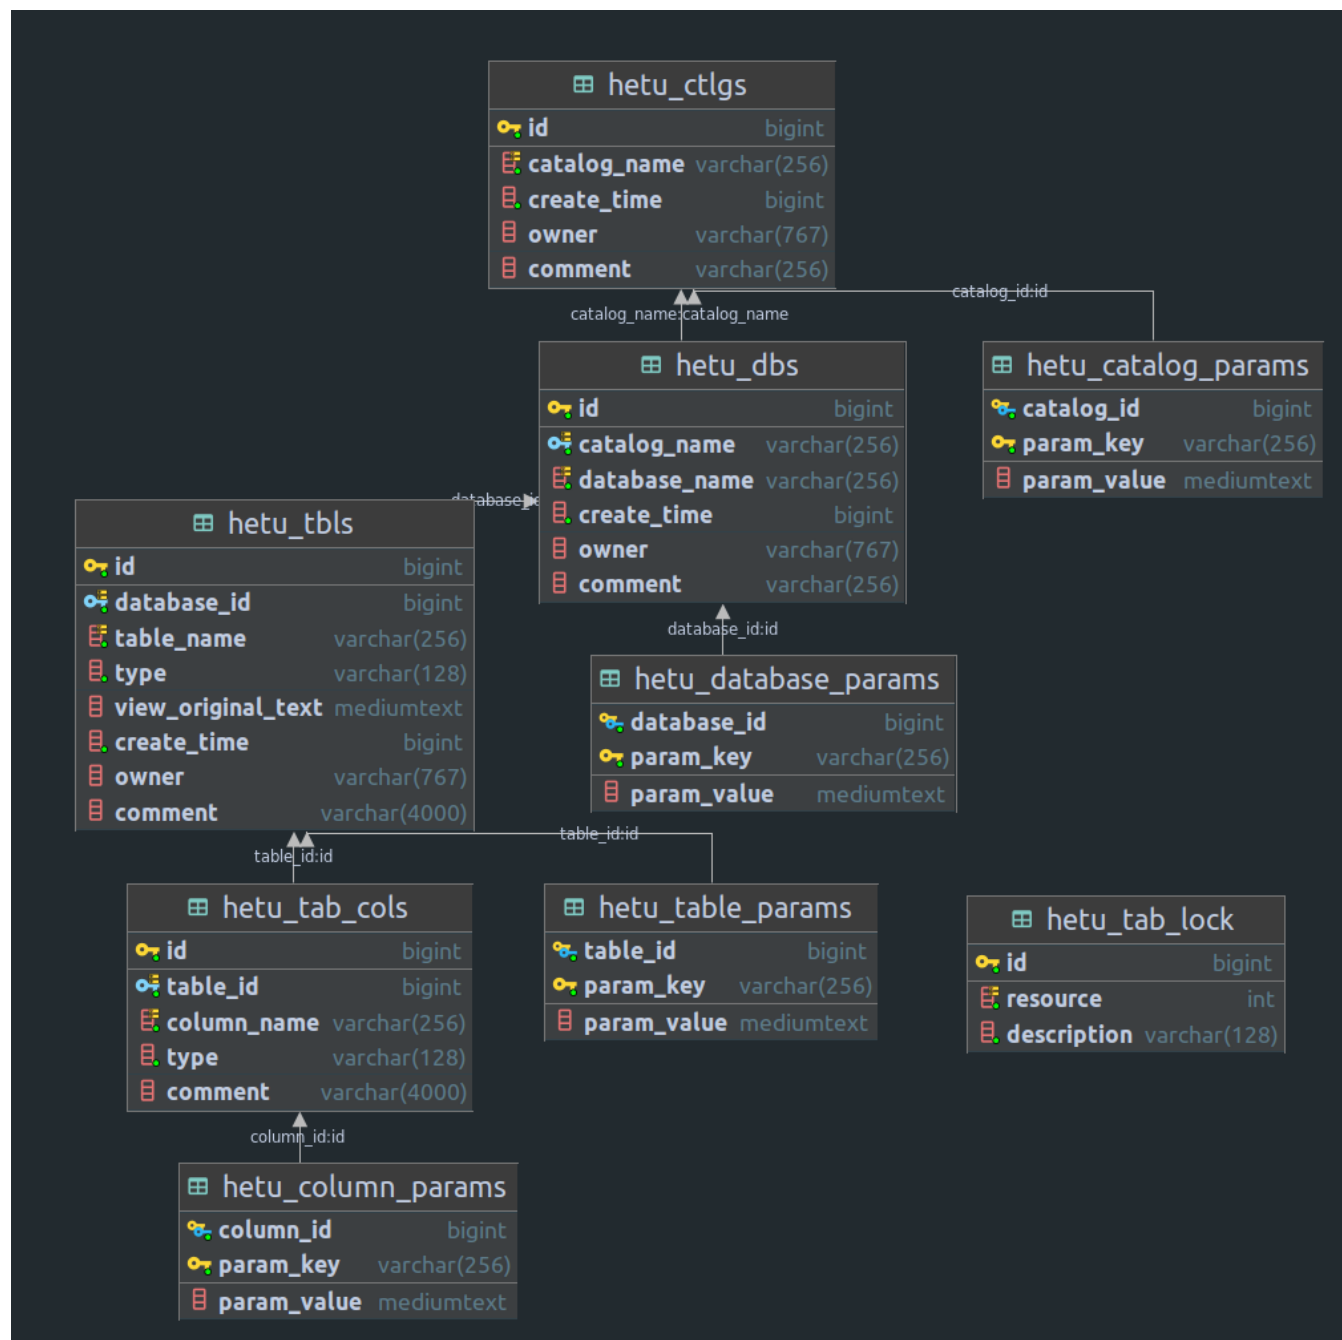 hetu_ctlgs
id bigint
catalog_name varchar(256)
create_time bigint
owner varchar(767)
comment varchar(256)
catalog_id:id
catalog_name:catalog_name
hetu_dbs
id bigint
catalog_name varchar(256)
database_name varchar(256)
create_time bigint
owner varchar(767)
comment varchar(256)
hetu_catalog_params
catalog_id bigint
param_key varchar(256)
param_value mediumtext
database_id
hetu_tbls
id bigint
database_id bigint
table_name varchar(256)
type varchar(128)
view_original_text mediumtext
create_time bigint
owner varchar(767)
comment varchar(4000)
database_id:id
hetu_database_params
database_id bigint
param_key varchar(256)
param_value mediumtext
table_id:id
table_id:id
hetu_tab_cols
id bigint
table_id bigint
column_name varchar(256)
type varchar(128)
comment varchar(4000)
hetu_table_params
table_id bigint
param_key varchar(256)
param_value mediumtext
hetu_tab_lock
id bigint
resource int
description varchar(128)
column_id:id
hetu_column_params
column_id bigint
param_key varchar(256)
param_value mediumtext